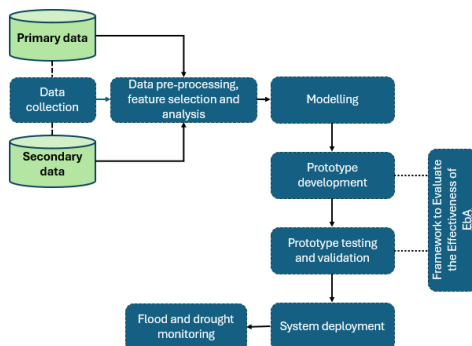 Primary data
Data
collection
Secondary
data
Data pre-processing,
feature selection and
analysis
Modelling
Prototype
development
Prototype testing
and validation
System deployment
Flood and drought
monitoring
Framework to Evaluate
the Effectiveness of
EbA